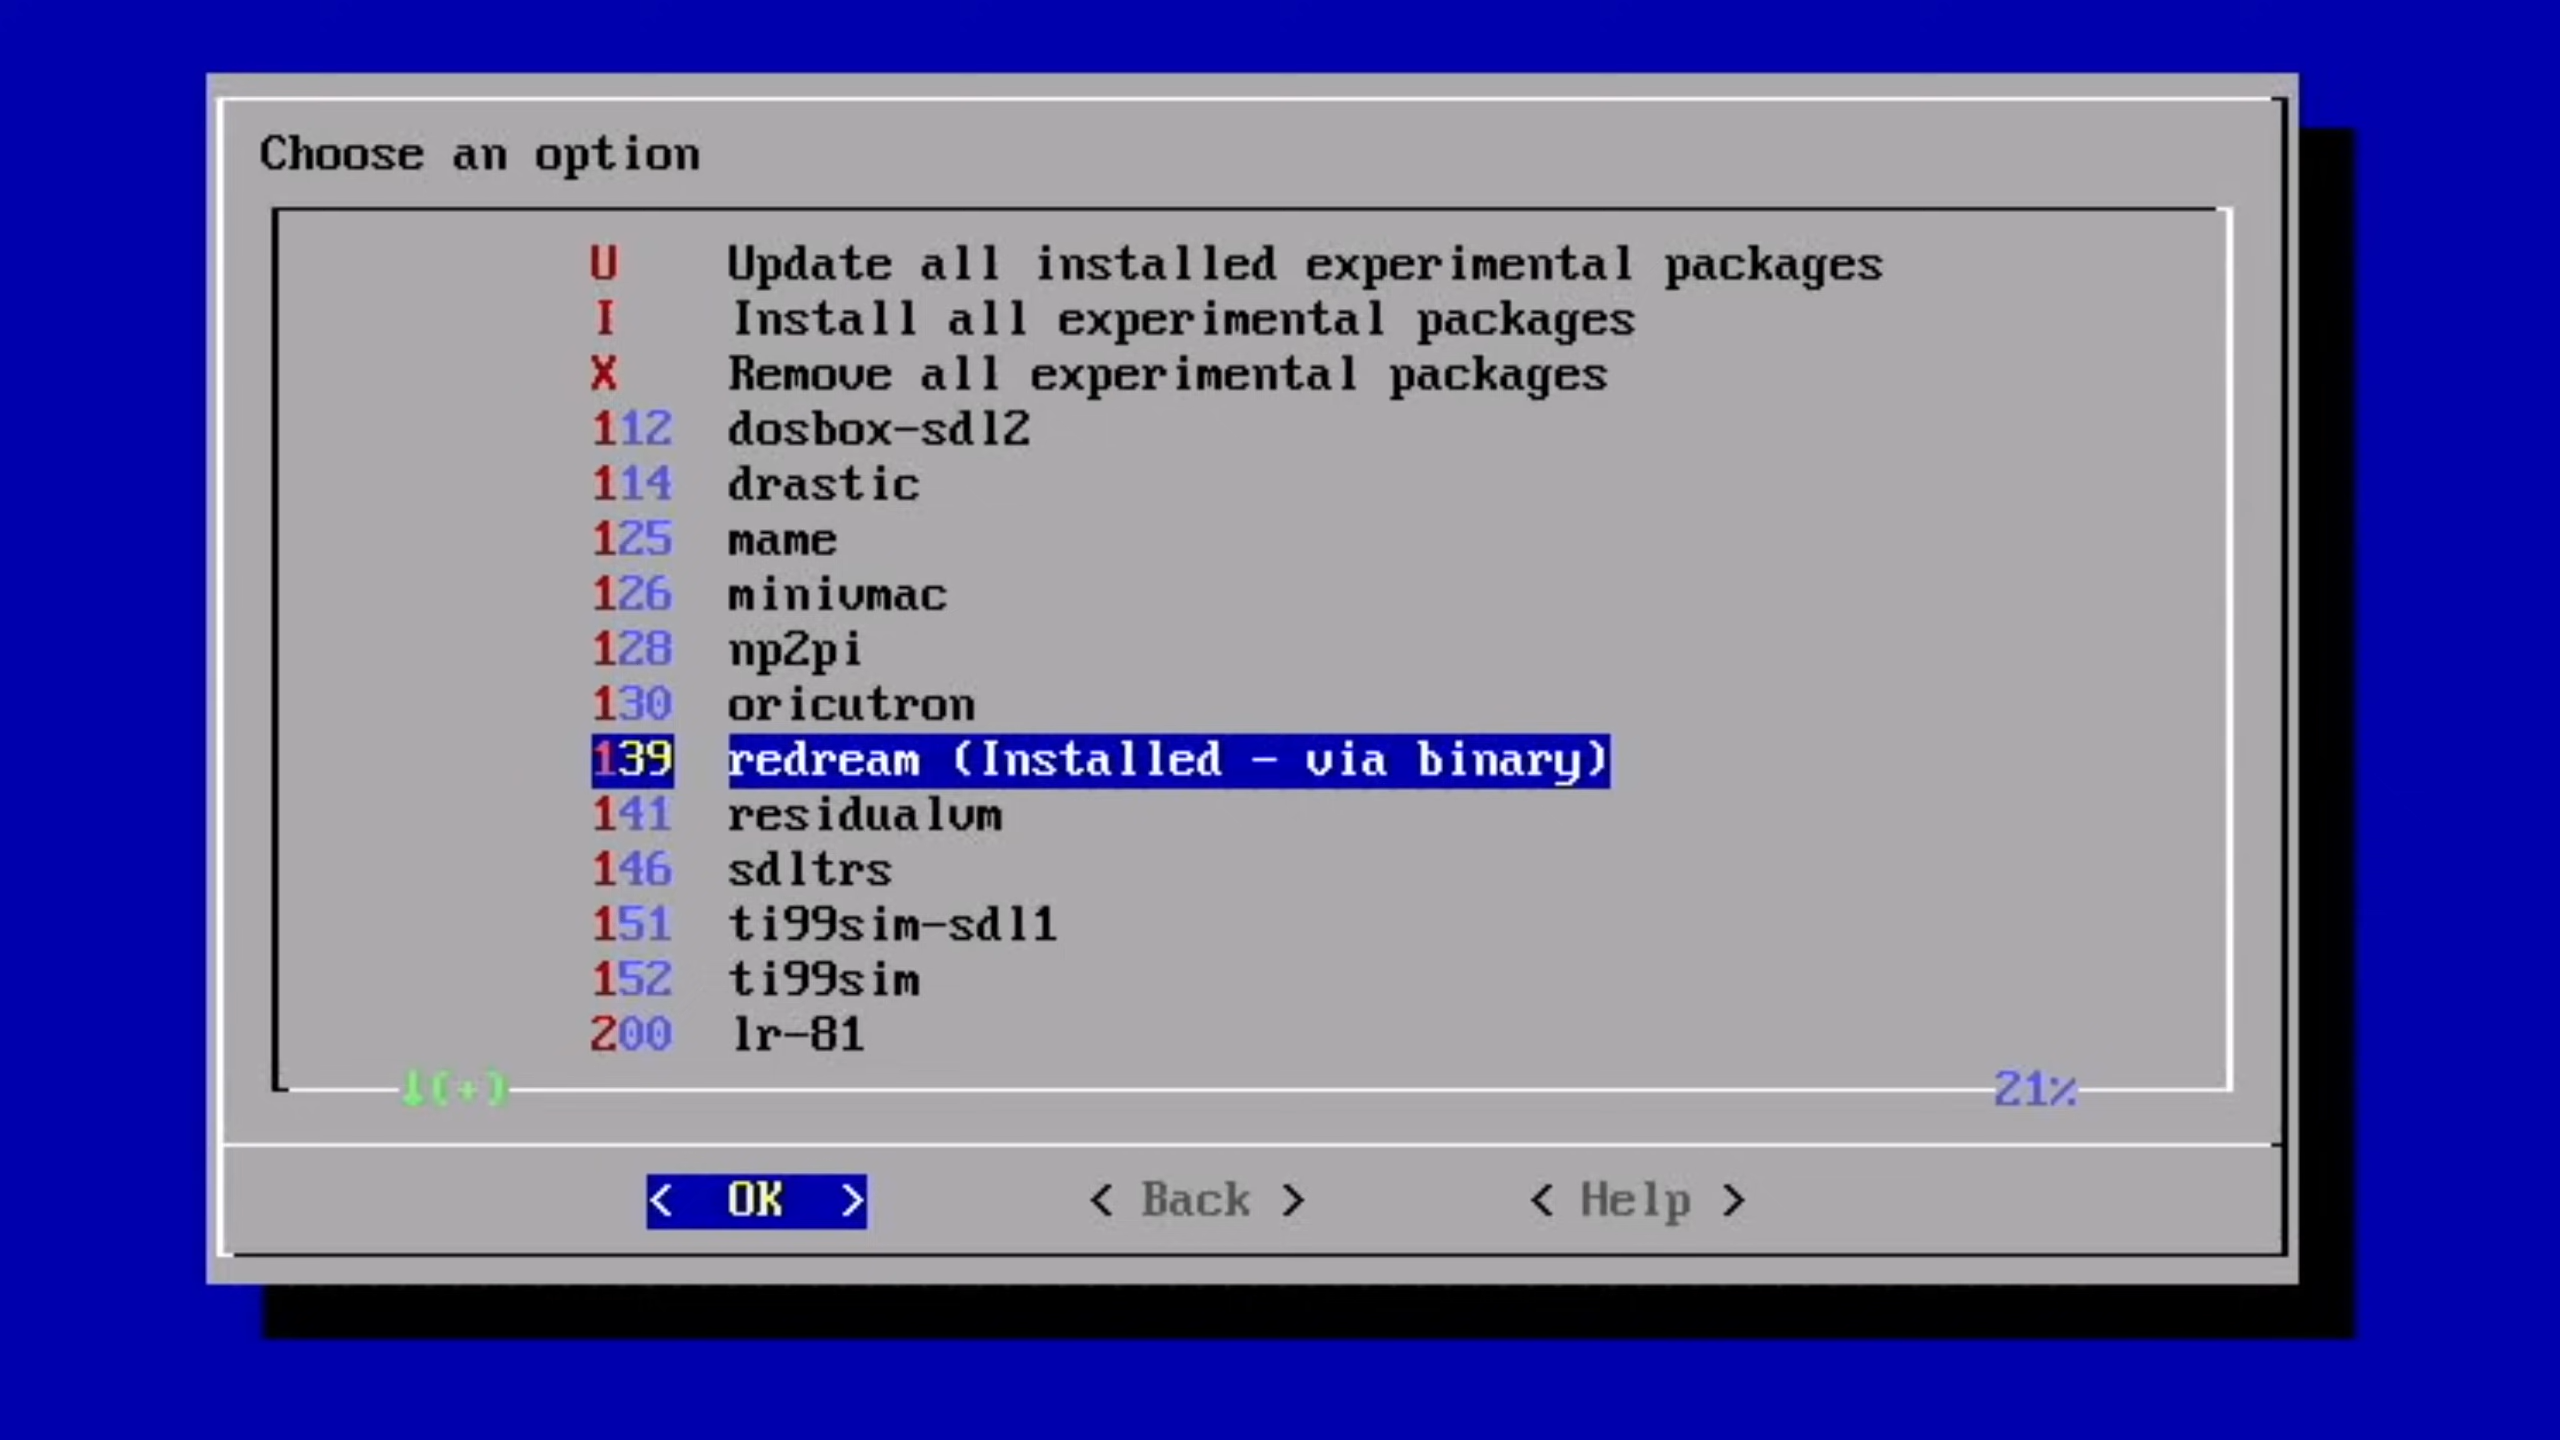 Choose an option
U Update all installed experimental packages
I Install all experimental packages
X Remove all experimental packages
112 dosbox-sdl2
114 drastic
125 mame
126 minivmac
128 np2pi
130 oricutron
139 redream (Installed - via binary)
141 residualvm
146 sdltrs
151 ti99sim-sdl1
152 ti99sim
200 lr-81
↓(+) 21%
< OK > < Back > < Help >